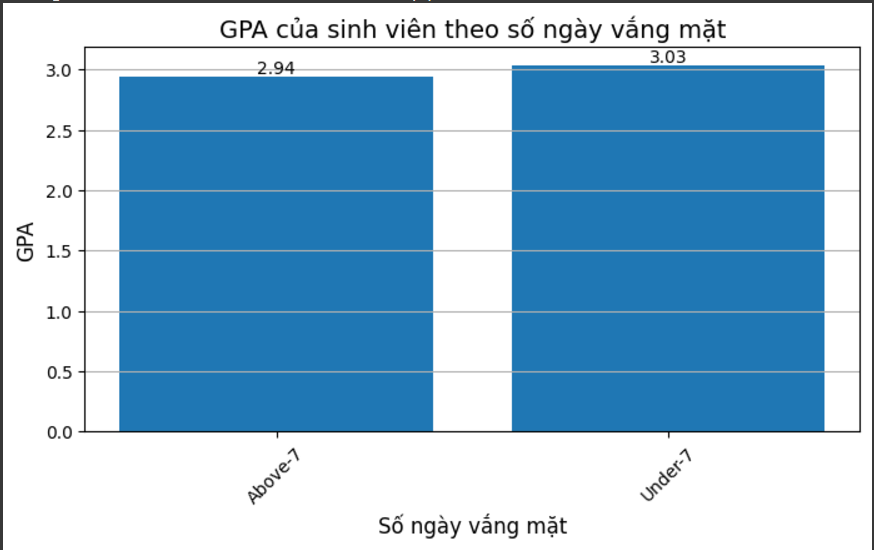 GPA của sinh viên theo số ngày vắng mặt
3.0
2.94
3.03
2.5
2.0
GPA
1.5
1.0
0.5
0.0
Above-7
Under-7
Số ngày vắng mặt